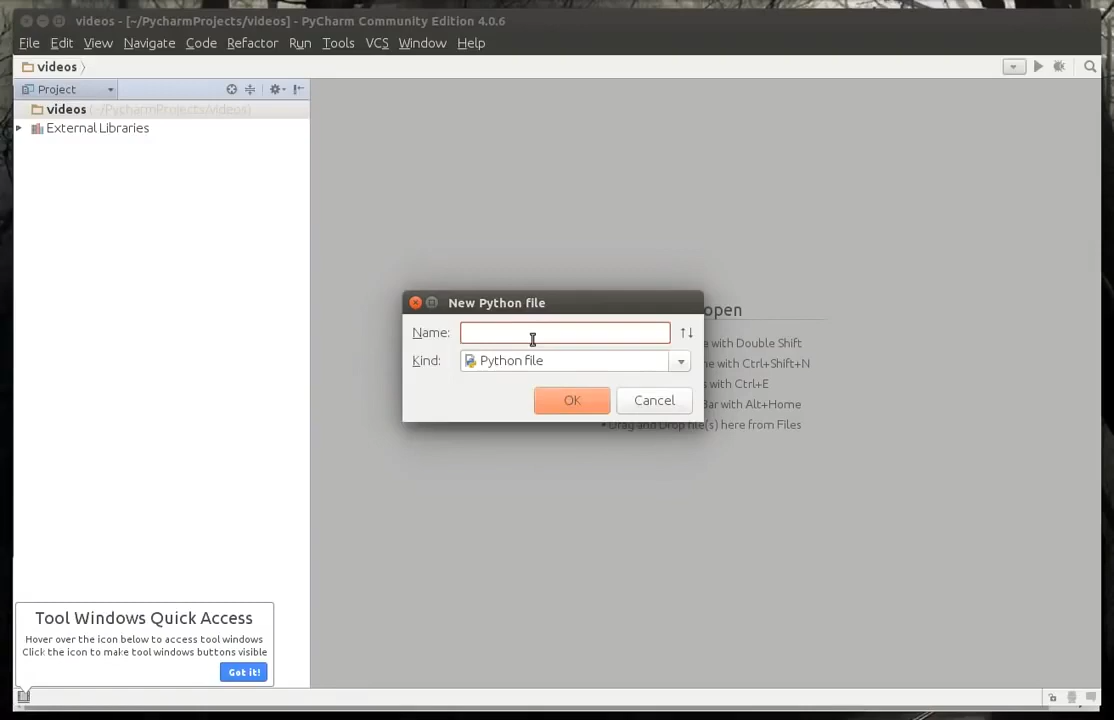 videos - [~/PycharmProjects/videos] - PyCharm Community Edition 4.0.6
File Edit View Navigate Code Refactor Run Tools VCS Window Help
videos
Project
videos (~/PycharmProjects/videos)
External Libraries
open
e with Double Shift
me with Ctrl+Shift+N
s with Ctrl+E
Bar with Alt+Home
• Drag and Drop file(s) here from Files
New Python file
Name:
Kind: Python file
OK Cancel
Tool Windows Quick Access
Hover over the icon below to access tool windows
Click the icon to make tool windows buttons visible
Got it!